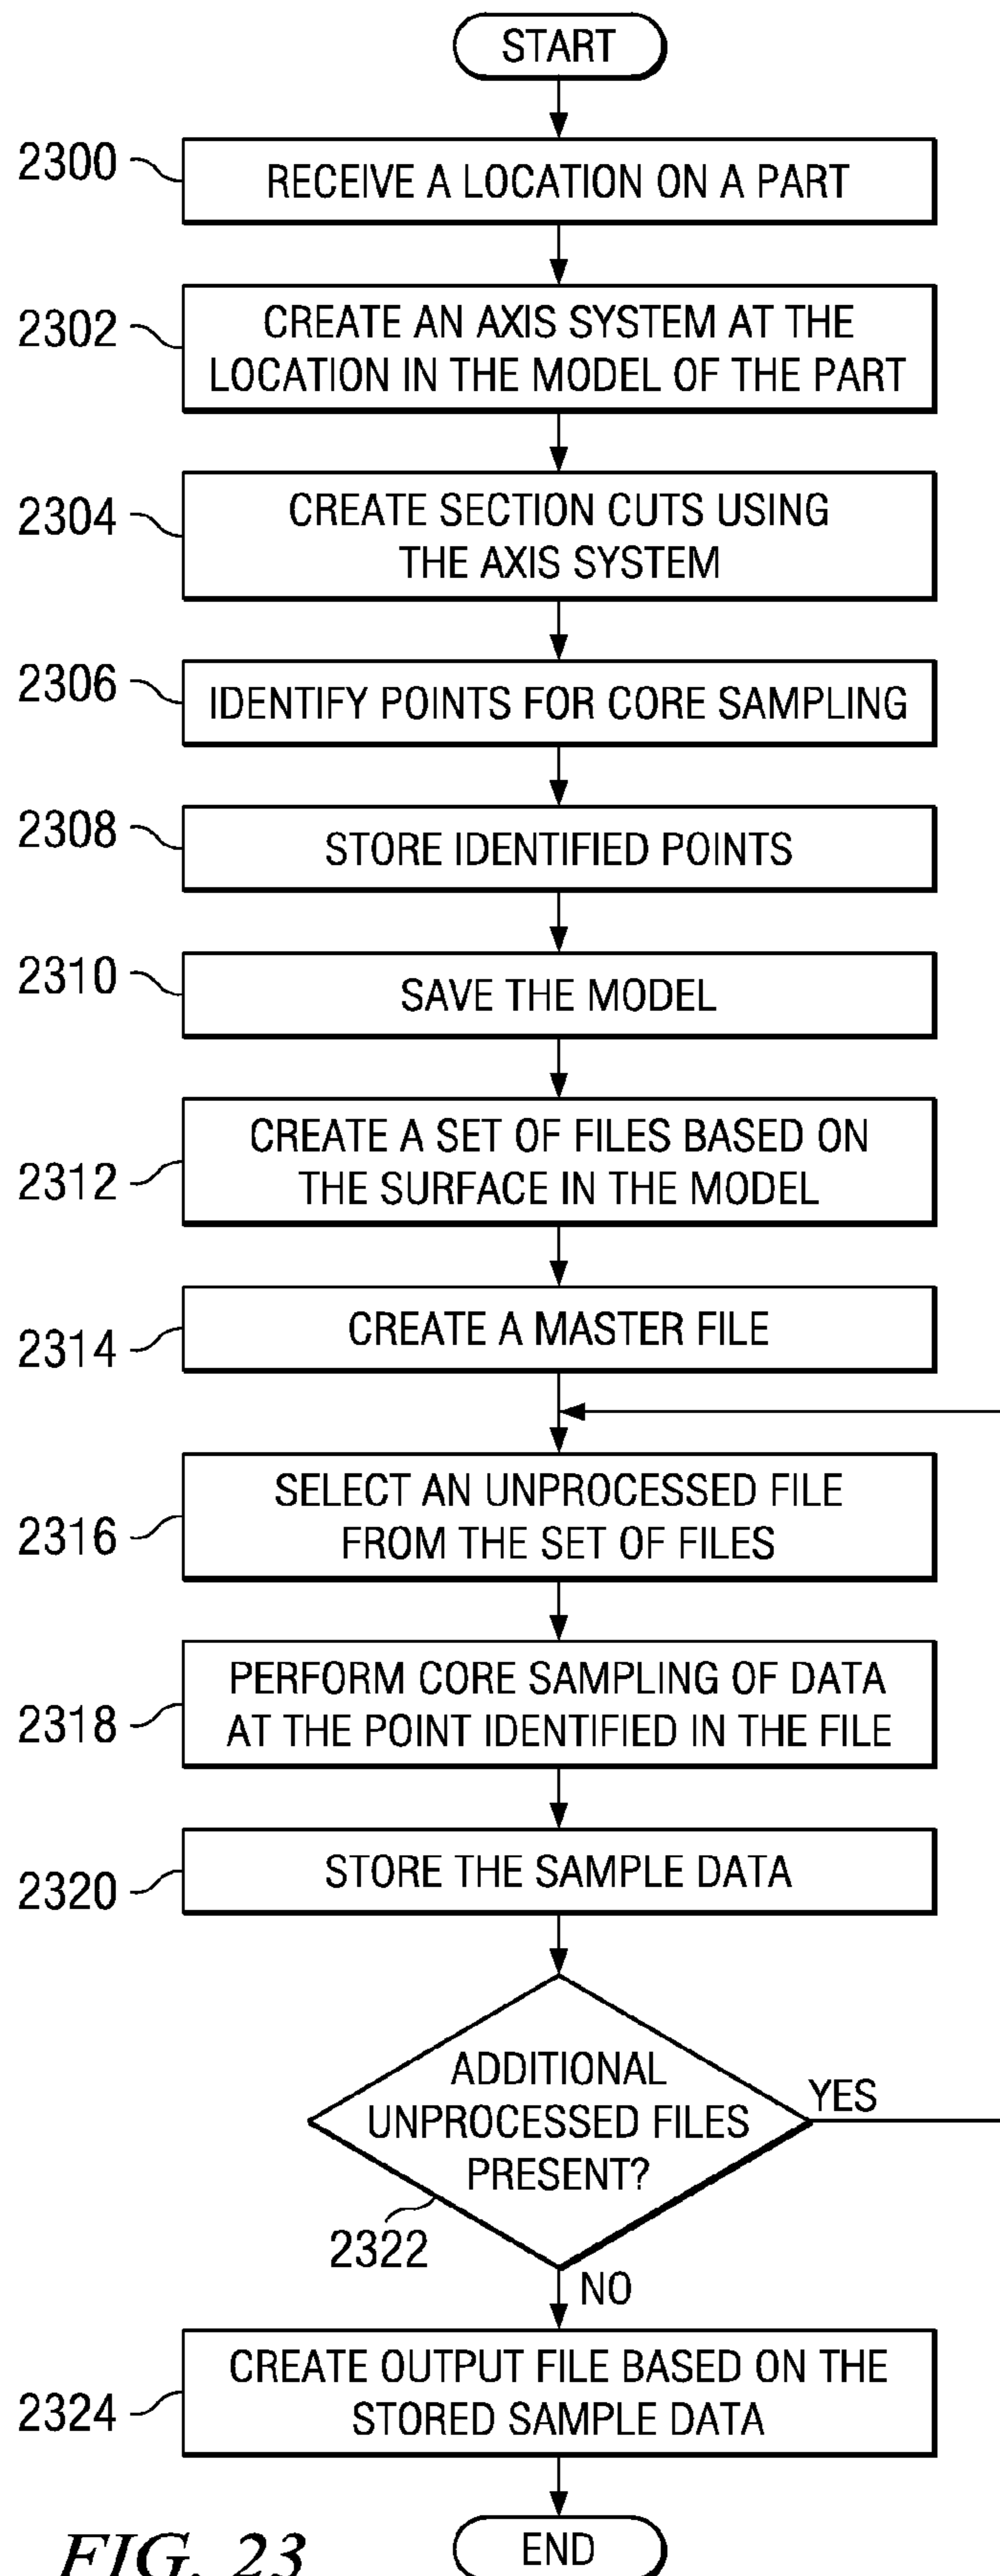 START
2300
RECEIVE A LOCATION ON A PART
2302
CREATE AN AXIS SYSTEM AT THE
LOCATION IN THE MODEL OF THE PART
2304
CREATE SECTION CUTS USING
THE AXIS SYSTEM
2306
IDENTIFY POINTS FOR CORE SAMPLING
2308
STORE IDENTIFIED POINTS
2310
SAVE THE MODEL
2312
CREATE A SET OF FILES BASED ON
THE SURFACE IN THE MODEL
2314
CREATE A MASTER FILE
2316
SELECT AN UNPROCESSED FILE
FROM THE SET OF FILES
2318
PERFORM CORE SAMPLING OF DATA
AT THE POINT IDENTIFIED IN THE FILE
2320
STORE THE SAMPLE DATA
ADDITIONAL
UNPROCESSED FILES
PRESENT?
YES
2322
NO
2324
CREATE OUTPUT FILE BASED ON THE
STORED SAMPLE DATA
END
FIG. 23